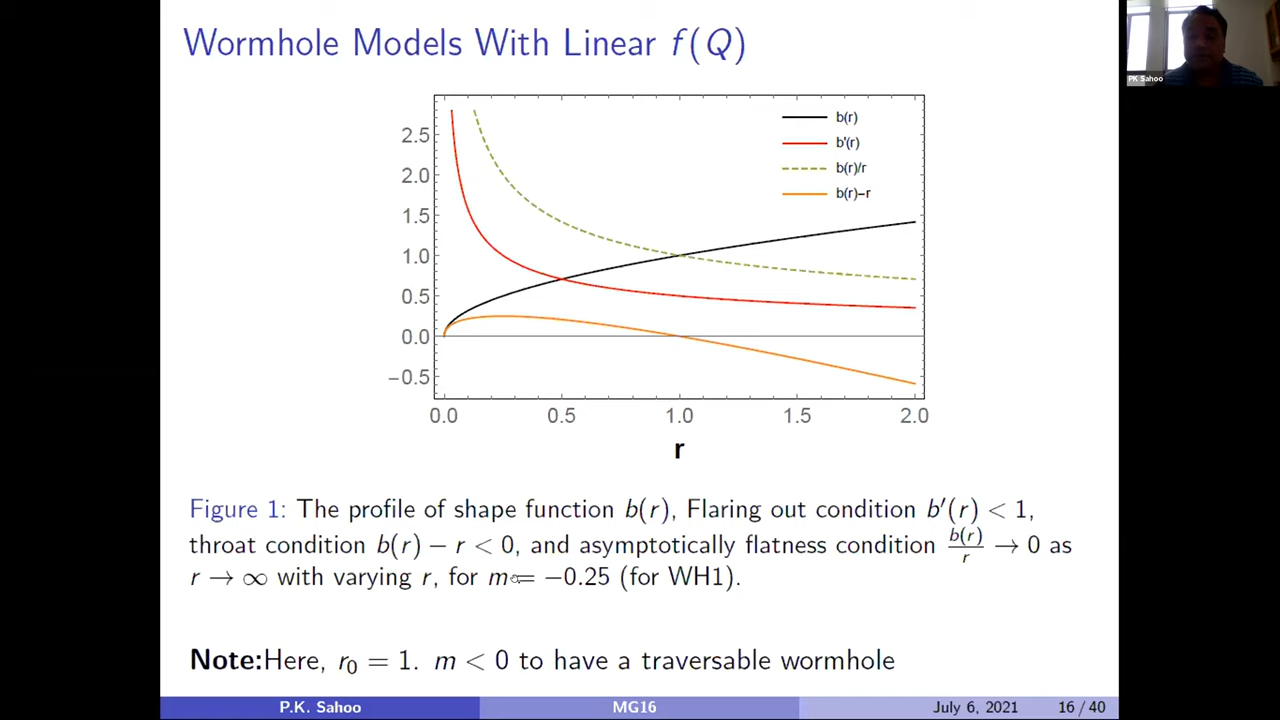 Wormhole Models With Linear f(Q)
PK Sahoo
b(r)
b'(r)
b(r)/r
b(r)−r
2.5
2.0
1.5
1.0
0.5
0.0
−0.5
0.0 0.5 1.0 1.5 2.0
r
Figure 1: The profile of shape function b(r), Flaring out condition b′(r) < 1,
throat condition b(r) − r < 0, and asymptotically flatness condition b(r)/r → 0 as
r → ∞ with varying r, for m = −0.25 (for WH1).
Note:Here, r₀ = 1. m < 0 to have a traversable wormhole
P.K. Sahoo MG16 July 6, 2021 16 / 40